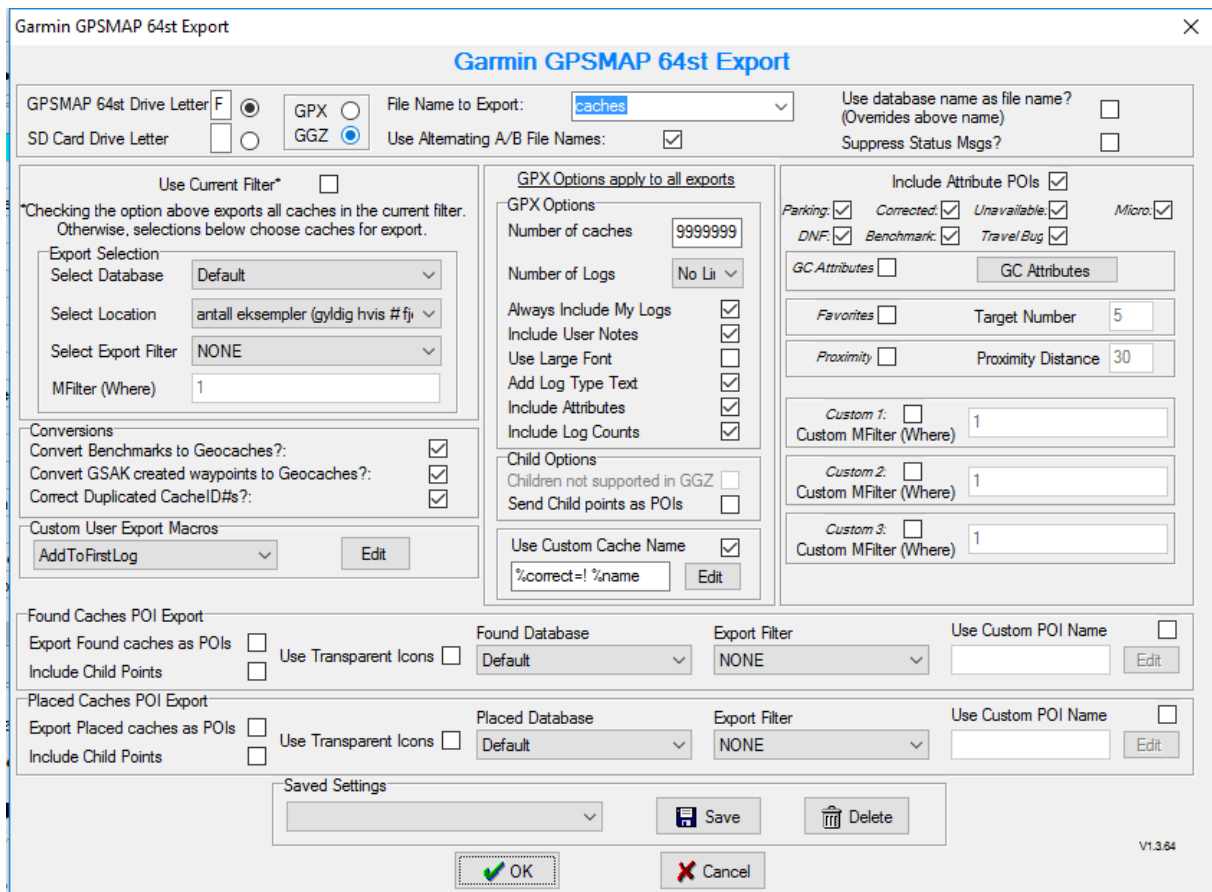 Garmin GPSMAP 64st Export
Garmin GPSMAP 64st Export
GPSMAP 64st Drive Letter F
SD Card Drive Letter
GPX
GGZ
File Name to Export: caches
Use Alternating A/B File Names:
Use database name as file name?
(Overrides above name)
Suppress Status Msgs?
Use Current Filter*
*Checking the option above exports all caches in the current filter.
Otherwise, selections below choose caches for export.
Export Selection
Select Database Default
Select Location antall eksempler (gyldig hvis # fj
Select Export Filter NONE
MFilter (Where) 1
Conversions
Convert Benchmarks to Geocaches?:
Convert GSAK created waypoints to Geocaches?:
Correct Duplicated CacheID#s?:
Custom User Export Macros
AddToFirstLog Edit
GPX Options apply to all exports
GPX Options
Number of caches 9999999
Number of Logs No Lir
Always Include My Logs
Include User Notes
Use Large Font
Add Log Type Text
Include Attributes
Include Log Counts
Child Options
Children not supported in GGZ
Send Child points as POIs
Use Custom Cache Name
%correct=! %name Edit
Include Attribute POIs
Parking: Corrected: Unavailable: Micro:
DNF: Benchmark: Travel Bug
GC Attributes GC Attributes
Favorites Target Number 5
Proximity Proximity Distance 30
Custom 1:
Custom MFilter (Where) 1
Custom 2:
Custom MFilter (Where) 1
Custom 3:
Custom MFilter (Where) 1
Found Caches POI Export
Export Found caches as POIs
Include Child Points
Use Transparent Icons
Found Database
Default
Export Filter
NONE
Use Custom POI Name
Edit
Placed Caches POI Export
Export Placed caches as POIs
Include Child Points
Use Transparent Icons
Placed Database
Default
Export Filter
NONE
Use Custom POI Name
Edit
Saved Settings
Save Delete
V1.3.64
OK Cancel